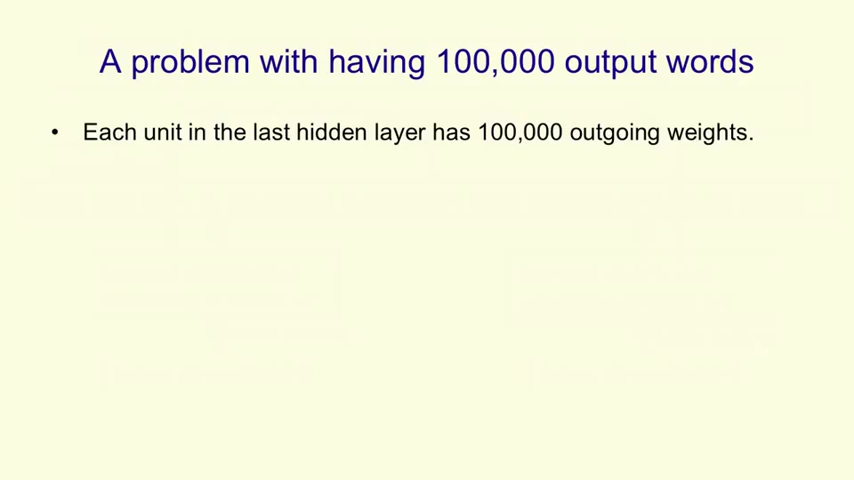 A problem with having 100,000 output words
• Each unit in the last hidden layer has 100,000 outgoing weights.